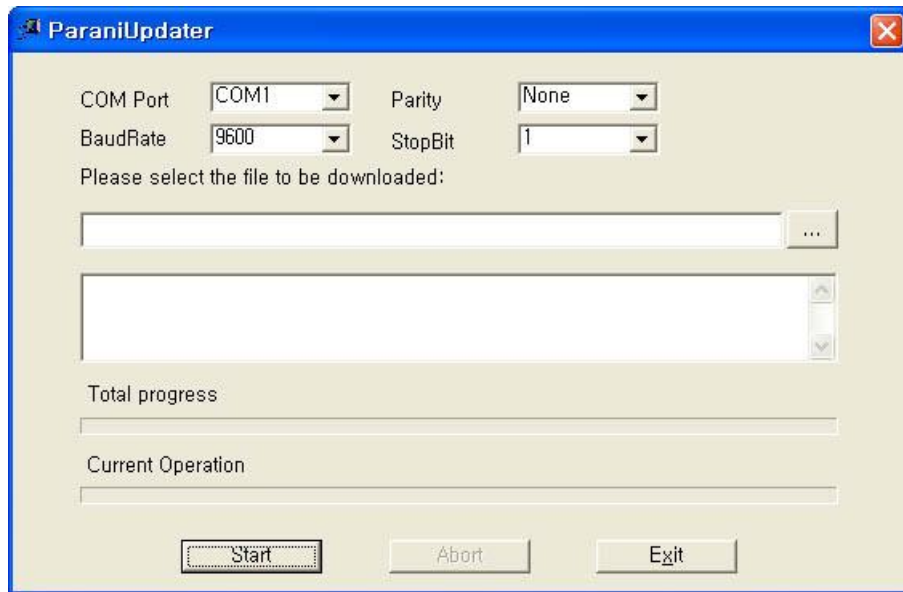 ParaniUpdater
COM Port COM1 Parity None
BaudRate 9600 StopBit 1
Please select the file to be downloaded:
...
Total progress
Current Operation
Start Abort Exit